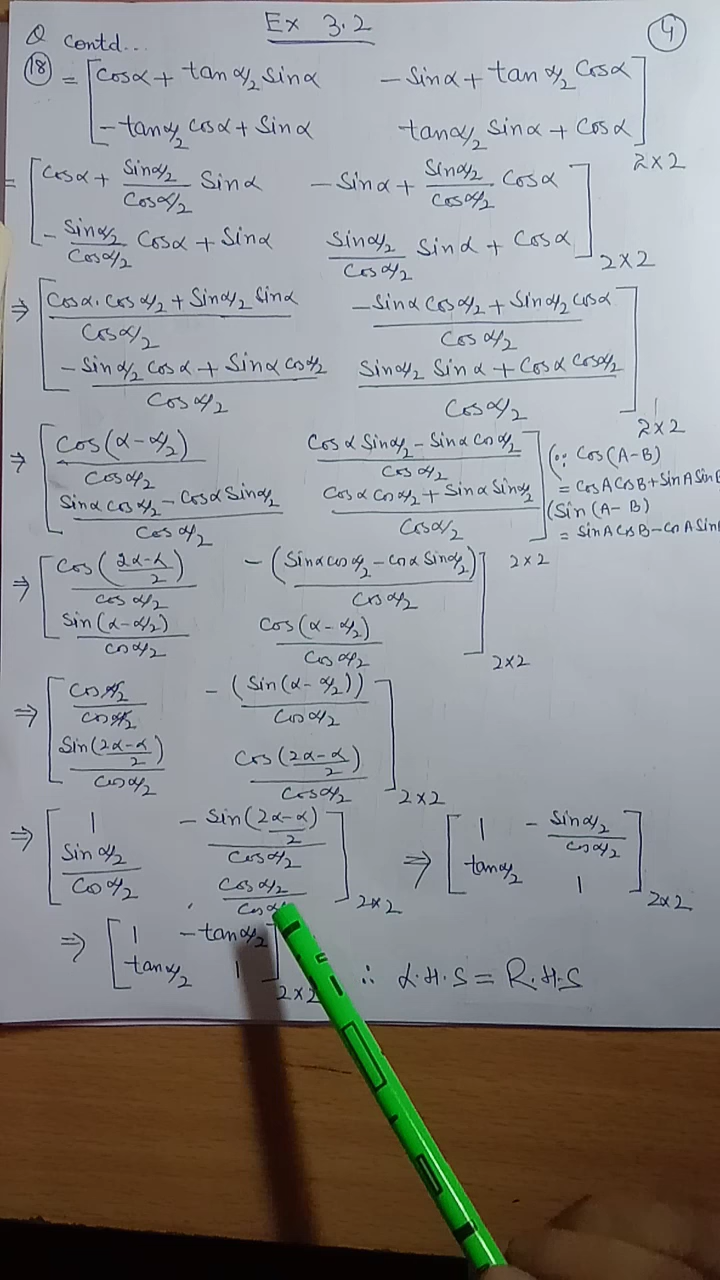 Ex 3.2
4
Q contd...
18 = [cosα + tan α/2 sinα    - sinα + tan α/2 cosα
- tan α/2 cosα + sinα    tan α/2 sinα + cosα] 2×2
= [cosα + sin α/2 / cos α/2 sinα    - sinα + sin α/2 / cos α/2 cosα
- sin α/2 / cos α/2 cosα + sinα    sin α/2 / cos α/2 sinα + cosα] 2×2
⇒ [cosα. cos α/2 + sin α/2 sinα / cos α/2    - sinα cos α/2 + sin α/2 cosα / cos α/2
- sin α/2 cosα + sinα cos α/2 / cos α/2    sin α/2 sinα + cosα cos α/2 / cos α/2] 2×2
⇒ [cos(α - α/2) / cos α/2    cosα sin α/2 - sinα cos α/2 / cos α/2
sinα cos α/2 - cosα sin α/2 / cos α/2    cosα cos α/2 + sinα sin α/2 / cos α/2] 2×2
(∵ cos(A-B)
= cosA cosB + sinA sinB
(sin(A-B)
= sinA cosB - cosA sin
⇒ [cos(2α-α / 2) / cos α/2    - (sinα cos α/2 - cosα sin α/2) / cos α/2
sin(α - α/2) / cos α/2    cos(α - α/2) / cos α/2] 2×2
⇒ [cos α/2 / cos α/2    - (sin(α - α/2)) / cos α/2
sin(2α-α / 2) / cos α/2    cos(2α-α / 2) / cos α/2] 2×2
⇒ [1    - sin(2α-α / 2) / cos α/2
sin α/2 / co α/2    cos α/2 / cos α] 2×2
⇒ [1    - sin α/2 / cos α/2
tan α/2    1] 2×2
⇒ [1    - tan α/2
tan α/2    1] 2×2
∴ L.H.S = R.H.S